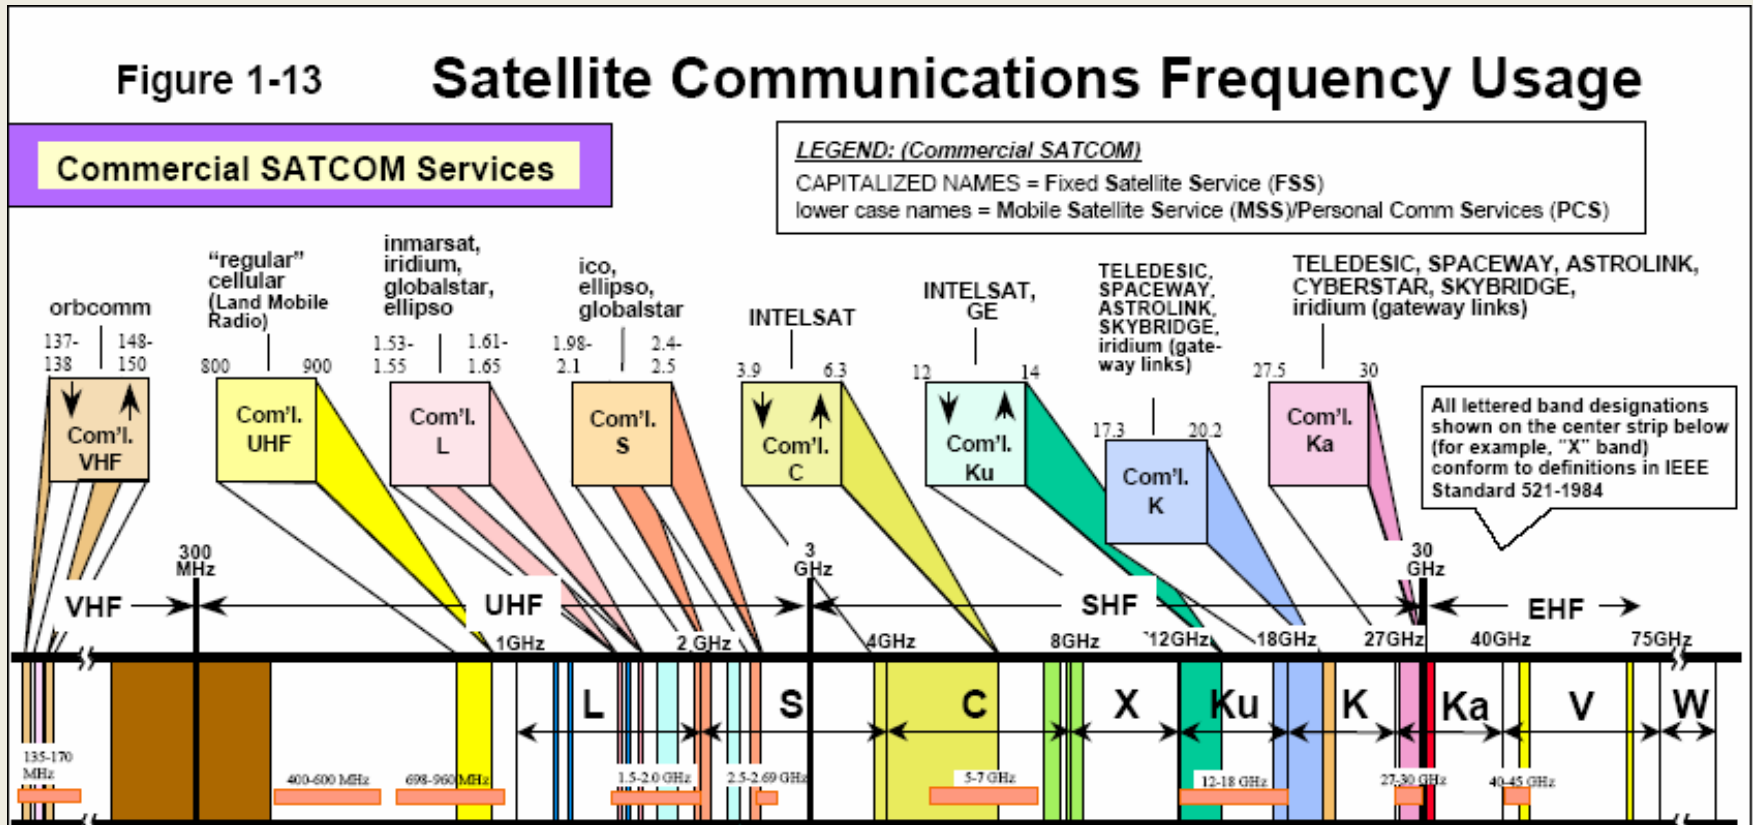 Figure 1-13
Satellite Communications Frequency Usage
Commercial SATCOM Services
LEGEND: (Commercial SATCOM)
CAPITALIZED NAMES = Fixed Satellite Service (FSS)
lower case names = Mobile Satellite Service (MSS)/Personal Comm Services (PCS)
orbcomm
137-
138
148-
150
Com'l.
VHF
"regular"
cellular
(Land Mobile
Radio)
800
900
Com'l.
UHF
inmarsat,
iridium,
globalstar,
ellipso
1.53-
1.55
1.61-
1.65
Com'l.
L
ico,
ellipso,
globalstar
1.98-
2.1
2.4-
2.5
Com'l.
S
INTELSAT
3.9
6.3
Com'l.
C
INTELSAT,
GE
12
14
Com'l.
Ku
TELEDESIC,
SPACEWAY,
ASTROLINK,
SKYBRIDGE,
iridium (gate-
way links)
17.3
20.2
Com'l.
K
TELEDESIC, SPACEWAY, ASTROLINK,
CYBERSTAR, SKYBRIDGE,
iridium (gateway links)
27.5
30
Com'l.
Ka
All lettered band designations
shown on the center strip below
(for example, "X" band)
conform to definitions in IEEE
Standard 521-1984
300
MHz
3
GHz
30
GHz
VHF
UHF
SHF
EHF
1GHz
2 GHz
4GHz
8GHz
12GHz
18GHz
27GHz
40GHz
75GHz
L
S
C
X
Ku
K
Ka
V
W
135-170
MHz
400-600 MHz
698-960 MHz
1.5-2.0 GHz
2.5-2.69 GHz
5-7 GHz
12-18 GHz
27-30 GHz
40-45 GHz